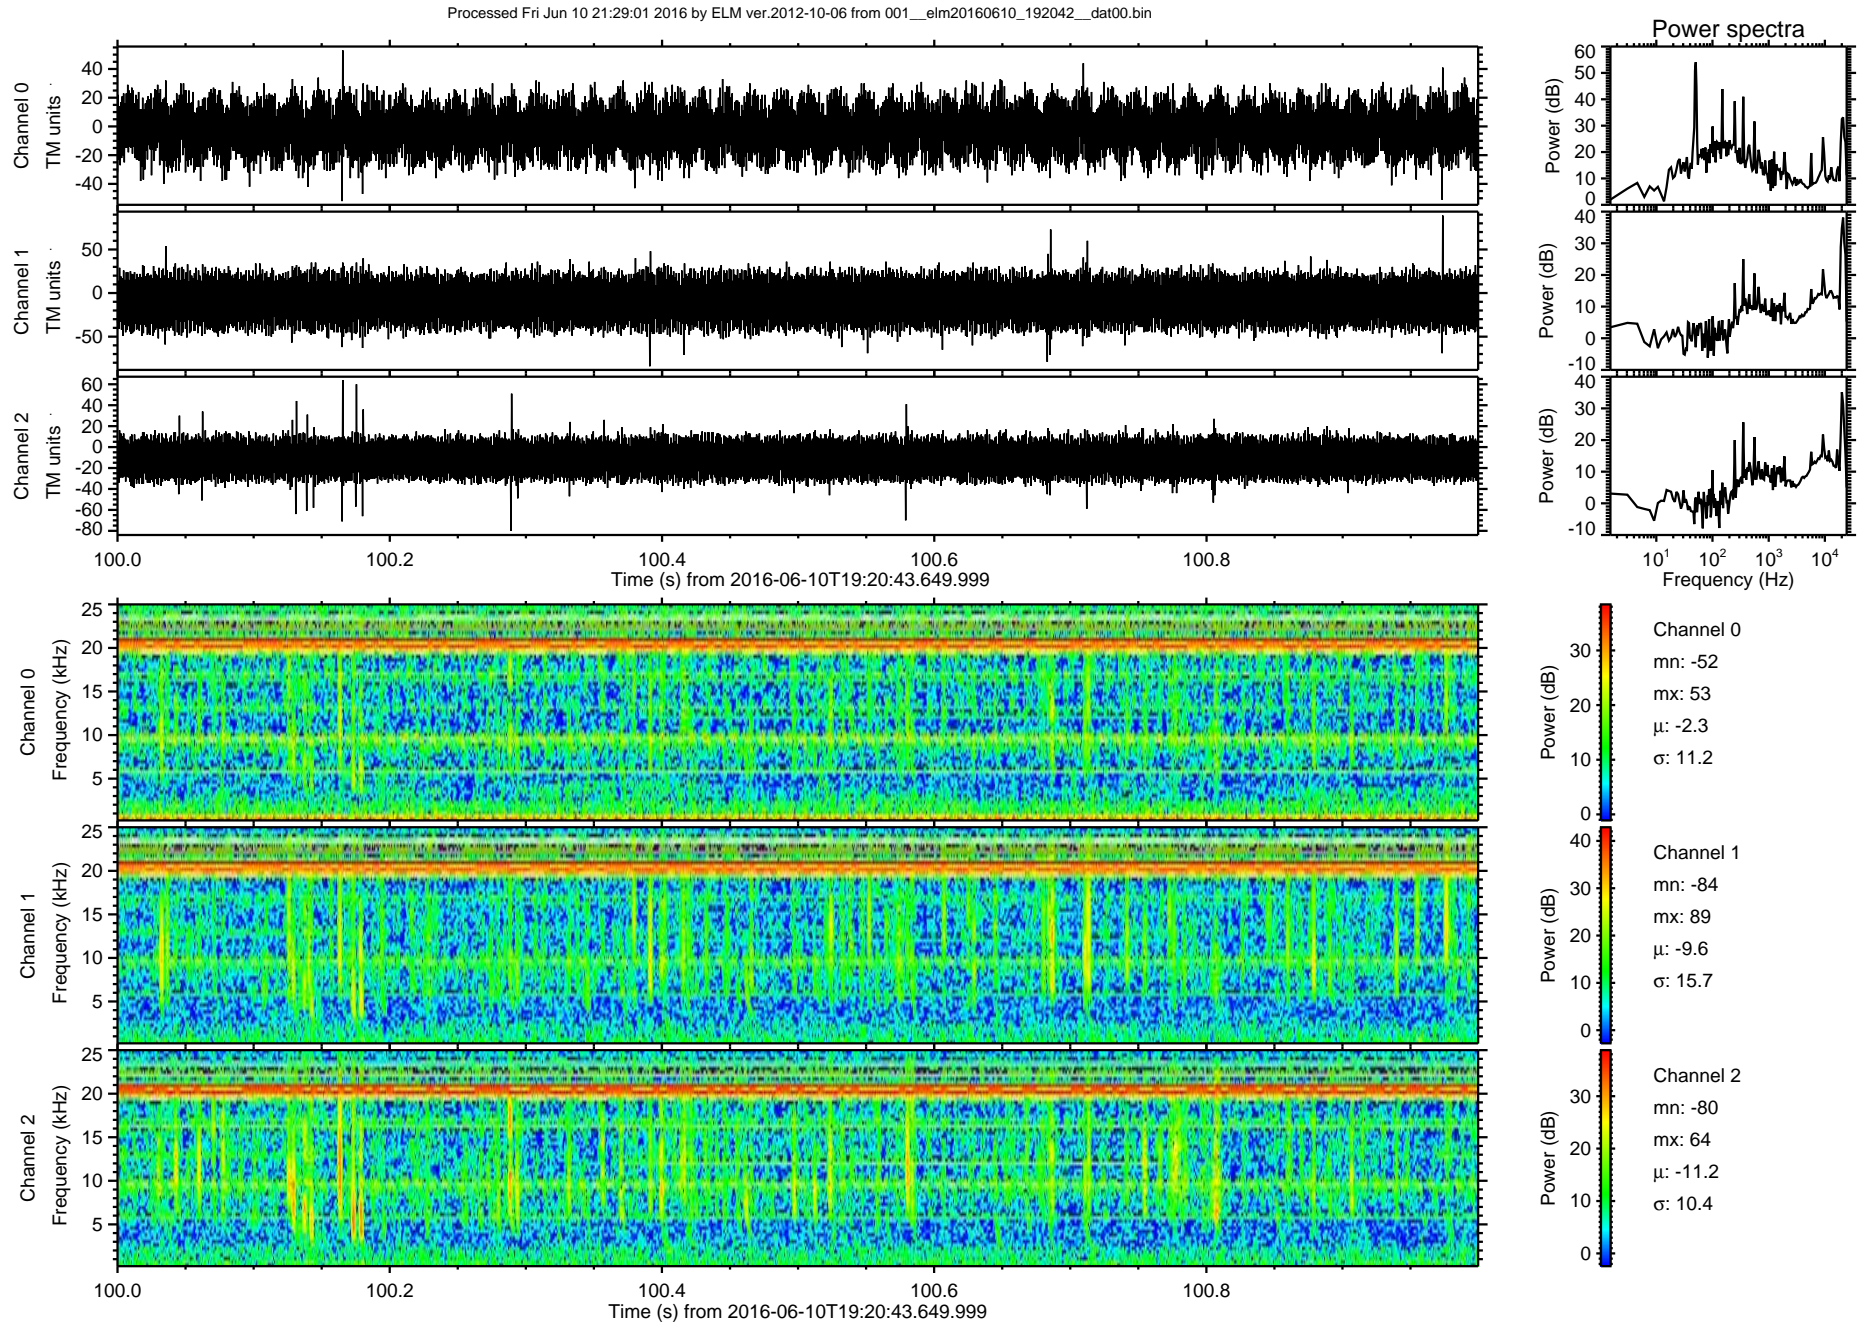 Processed Fri Jun 10 21:29:01 2016 by ELM ver.2012-10-06 from 001__elm20160610_192042__dat00.bin
Power spectra
Channel 0
TM units
40
20
0
-20
-40
Power (dB)
60
50
40
30
20
10
0
Channel 1
TM units
50
0
-50
Power (dB)
40
30
20
10
0
-10
Channel 2
TM units
60
40
20
0
-20
-40
-60
-80
Power (dB)
40
30
20
10
0
-10
100.0 100.2 100.4 100.6 100.8
Time (s) from 2016-06-10T19:20:43.649.999
10¹ 10² 10³ 10⁴
Frequency (Hz)
Channel 0
Frequency (kHz)
25
20
15
10
5
Power (dB)
30
20
10
0
Channel 0
mn: -52
mx: 53
μ: -2.3
σ: 11.2
Channel 1
Frequency (kHz)
25
20
15
10
5
Power (dB)
40
30
20
10
0
Channel 1
mn: -84
mx: 89
μ: -9.6
σ: 15.7
Channel 2
Frequency (kHz)
25
20
15
10
5
Power (dB)
30
20
10
0
Channel 2
mn: -80
mx: 64
μ: -11.2
σ: 10.4
100.0 100.2 100.4 100.6 100.8
Time (s) from 2016-06-10T19:20:43.649.999